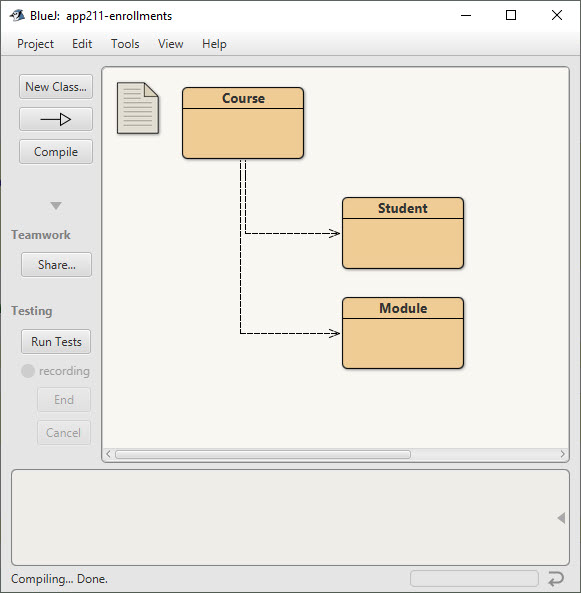 BlueJ: app211-enrollments
Project Edit Tools View Help
New Class...
Compile
Teamwork
Share...
Testing
Run Tests
recording
End
Cancel
Course
Student
Module
Compiling... Done.